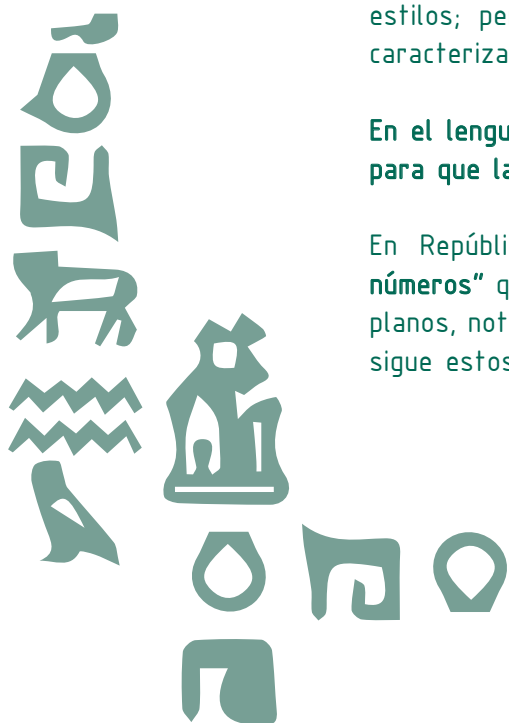 estilos; pe
caracteriza
En el lengu
para que la
En Repúbli
números” q
planos, not
sigue estos